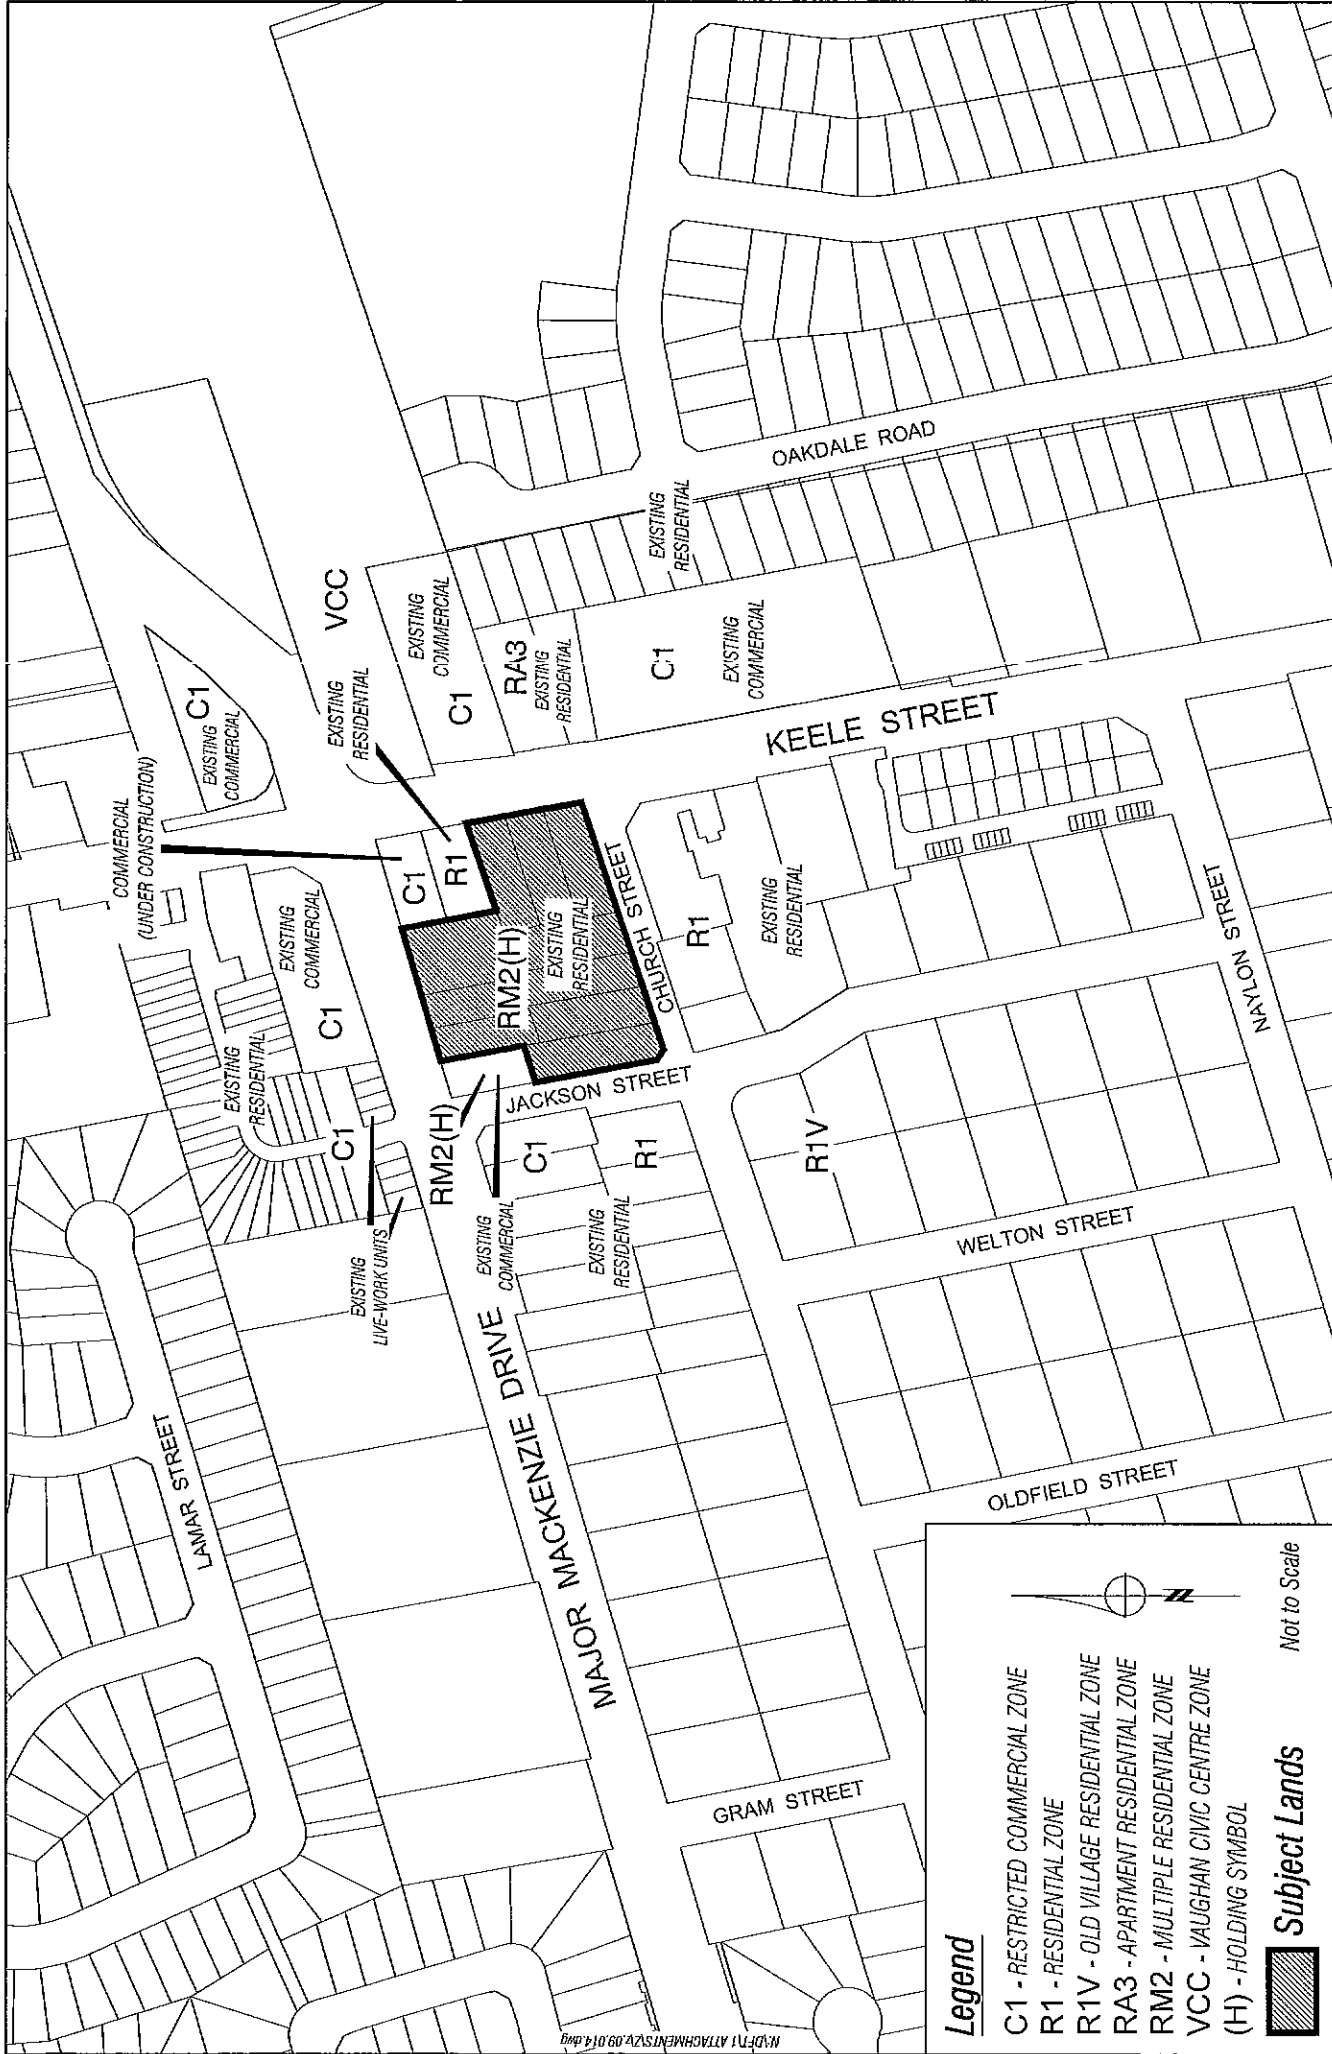 LAMAR STREET
EXISTING
LIVE-WORK UNITS
EXISTING
RESIDENTIAL
C1
C1
EXISTING
COMMERCIAL
COMMERCIAL
(UNDER CONSTRUCTION)
C1
EXISTING
COMMERCIAL
EXISTING
RESIDENTIAL
VCC
MAJOR MACKENZIE DRIVE
RM2(H)
EXISTING
COMMERCIAL
C1
R1
RM2(H)
EXISTING
RESIDENTIAL
EXISTING
COMMERCIAL
C1
RA3
EXISTING
RESIDENTIAL
C1
EXISTING
COMMERCIAL
EXISTING
RESIDENTIAL
OAKDALE ROAD
KEELE STREET
JACKSON STREET
CHURCH STREET
C1
R1
EXISTING
RESIDENTIAL
R1
EXISTING
RESIDENTIAL
R1V
GRAM STREET
OLDFIELD STREET
WELTON STREET
NAYLON STREET
Legend
C1 - RESTRICTED COMMERCIAL ZONE
R1 - RESIDENTIAL ZONE
R1V - OLD VILLAGE RESIDENTIAL ZONE
RA3 - APARTMENT RESIDENTIAL ZONE
RM2 - MULTIPLE RESIDENTIAL ZONE
VCC - VAUGHAN CIVIC CENTRE ZONE
(H) - HOLDING SYMBOL
Subject Lands
N
Not to Scale